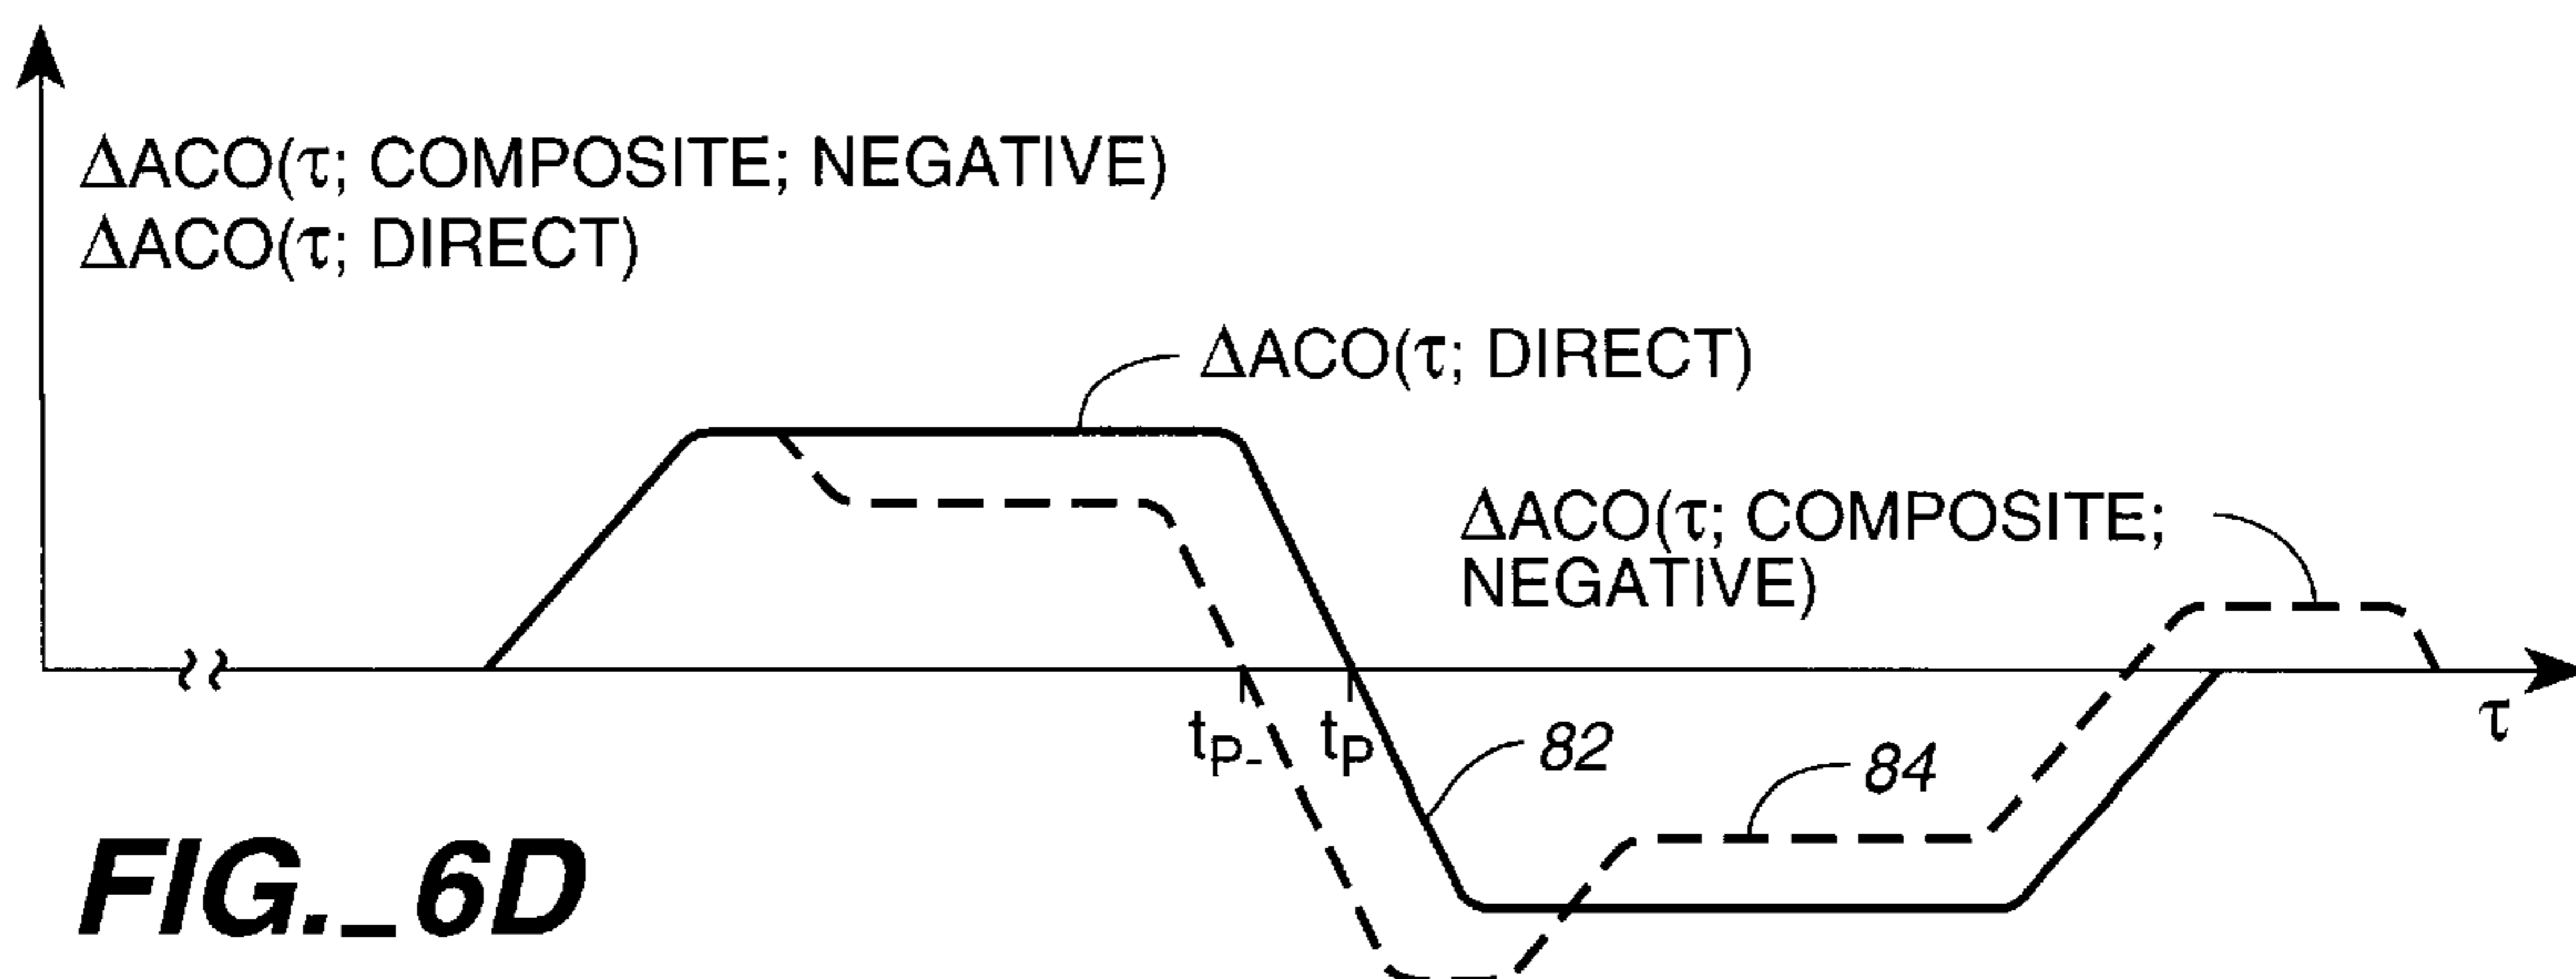 ΔACO(τ; COMPOSITE; NEGATIVE)
ΔACO(τ; DIRECT)
ΔACO(τ; DIRECT)
ΔACO(τ; COMPOSITE;
NEGATIVE)
tP-
tP
82
84
τ
FIG._6D